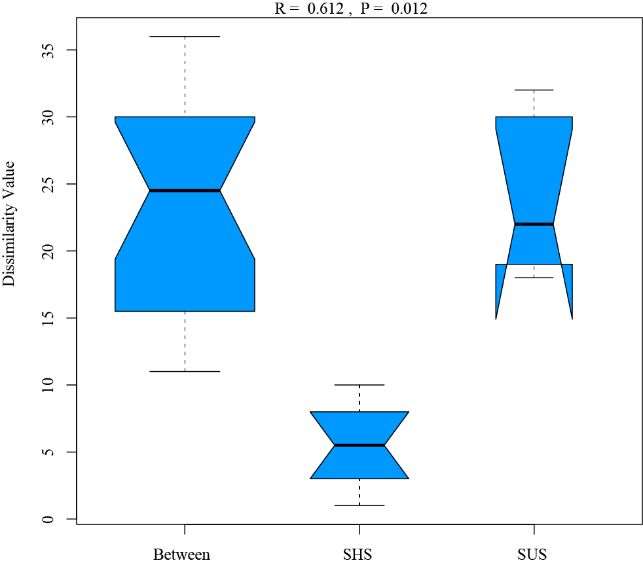 R = 0.612 , P = 0.012
Dissimilarity Value
35
30
25
20
15
10
5
0
Between SHS SUS